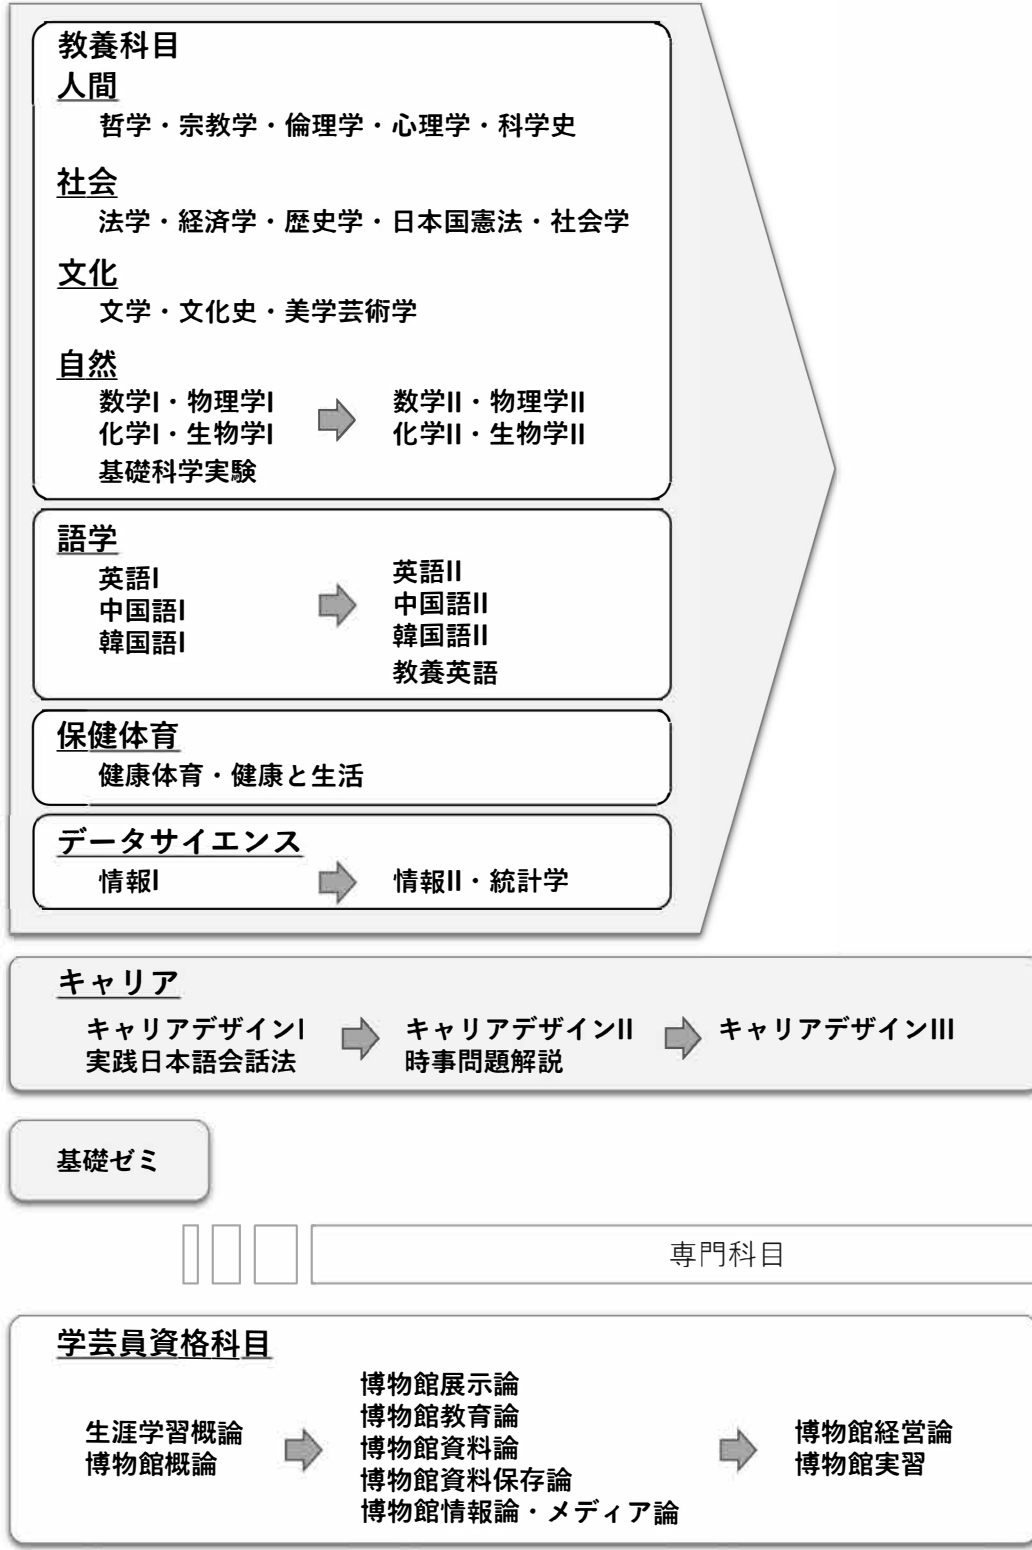 教養科目
人間
哲学・宗教学・倫理学・心理学・科学史
社会
法学・経済学・歴史学・日本国憲法・社会学
文化
文学・文化史・美学芸術学
自然
数学I・物理学I
化学I・生物学I
数学II・物理学II
化学II・生物学II
基礎科学実験
語学
英語I
中国語I
韓国語I
英語II
中国語II
韓国語II
教養英語
保健体育
健康体育・健康と生活
データサイエンス
情報I
情報II・統計学
キャリア
キャリアデザインI
実践日本語会話法
キャリアデザインII
時事問題解説
キャリアデザインIII
基礎ゼミ
専門科目
学芸員資格科目
生涯学習概論
博物館概論
博物館展示論
博物館教育論
博物館資料論
博物館資料保存論
博物館情報論・メディア論
博物館経営論
博物館実習